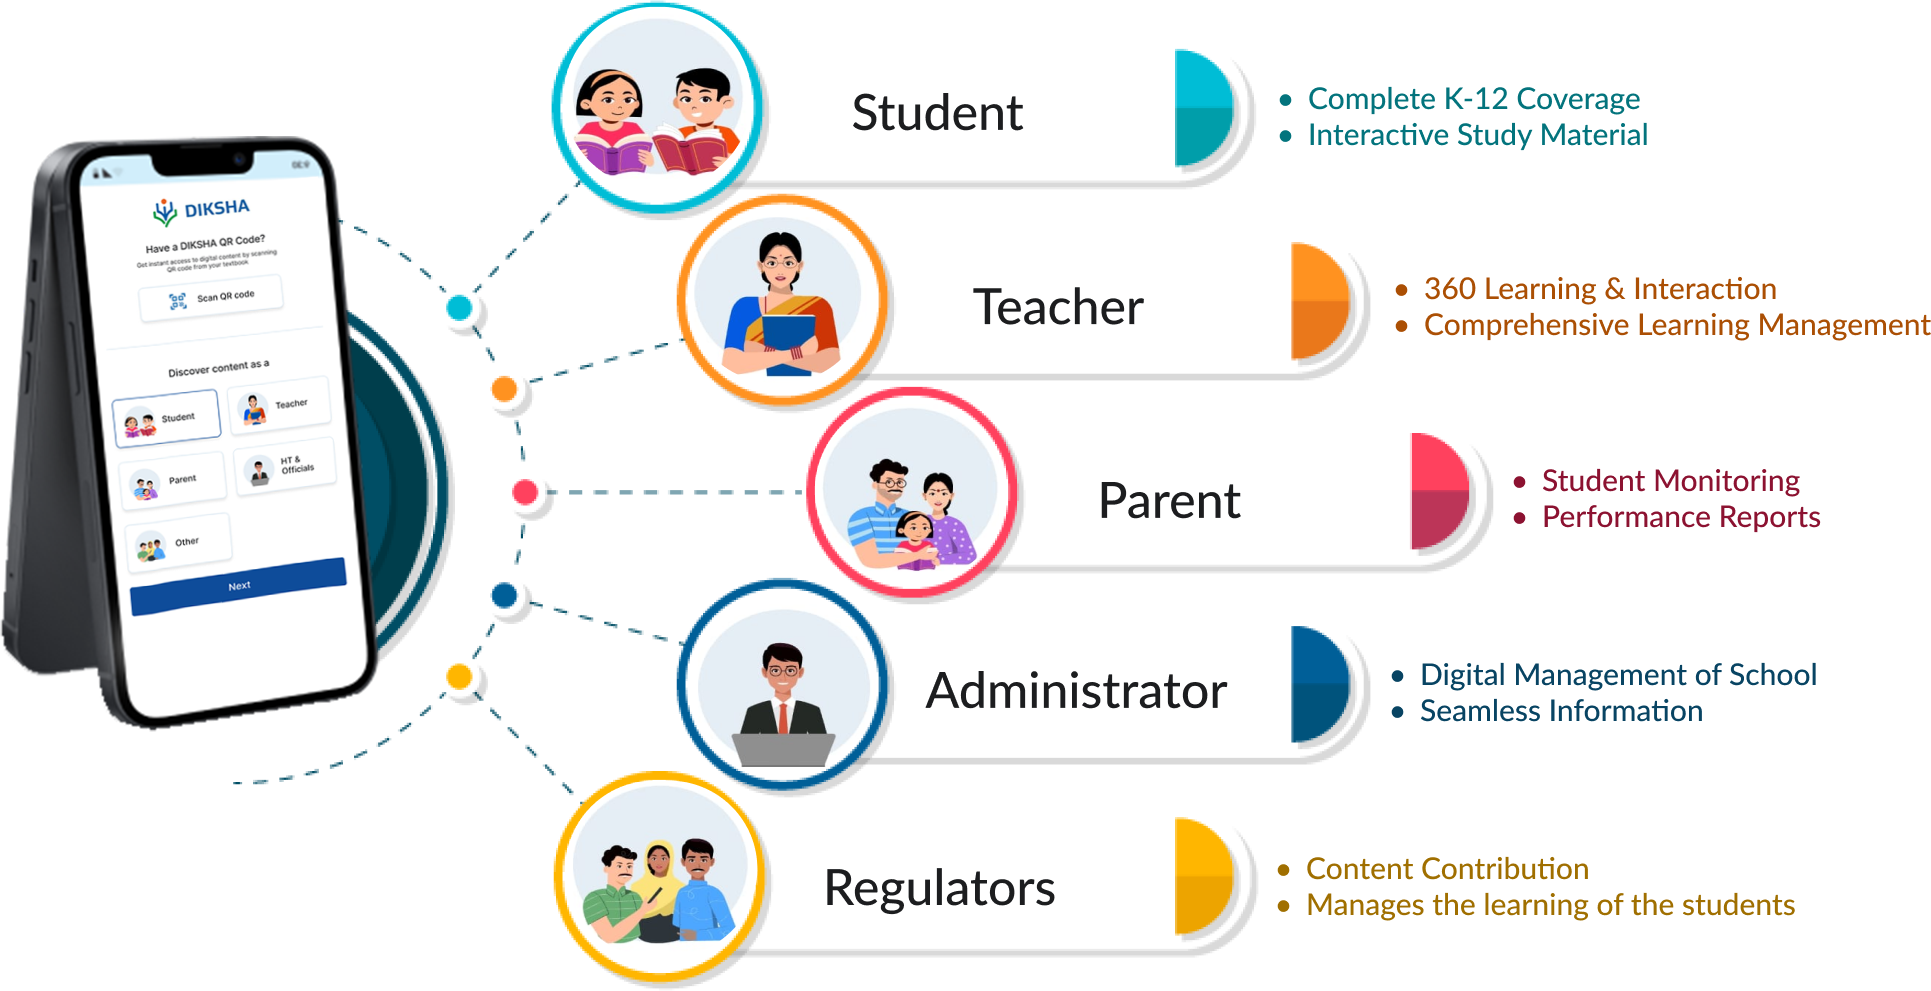 DIKSHA
Have a DIKSHA QR Code?
Get instant access to digital content by scanning
QR code from your textbook
Scan QR code
Discover content as a
Student
Teacher
Parent
HT &
Officials
Other
Next
Student
• Complete K-12 Coverage
• Interactive Study Material
Teacher
• 360 Learning & Interaction
• Comprehensive Learning Management
Parent
• Student Monitoring
• Performance Reports
Administrator
• Digital Management of School
• Seamless Information
Regulators
• Content Contribution
• Manages the learning of the students